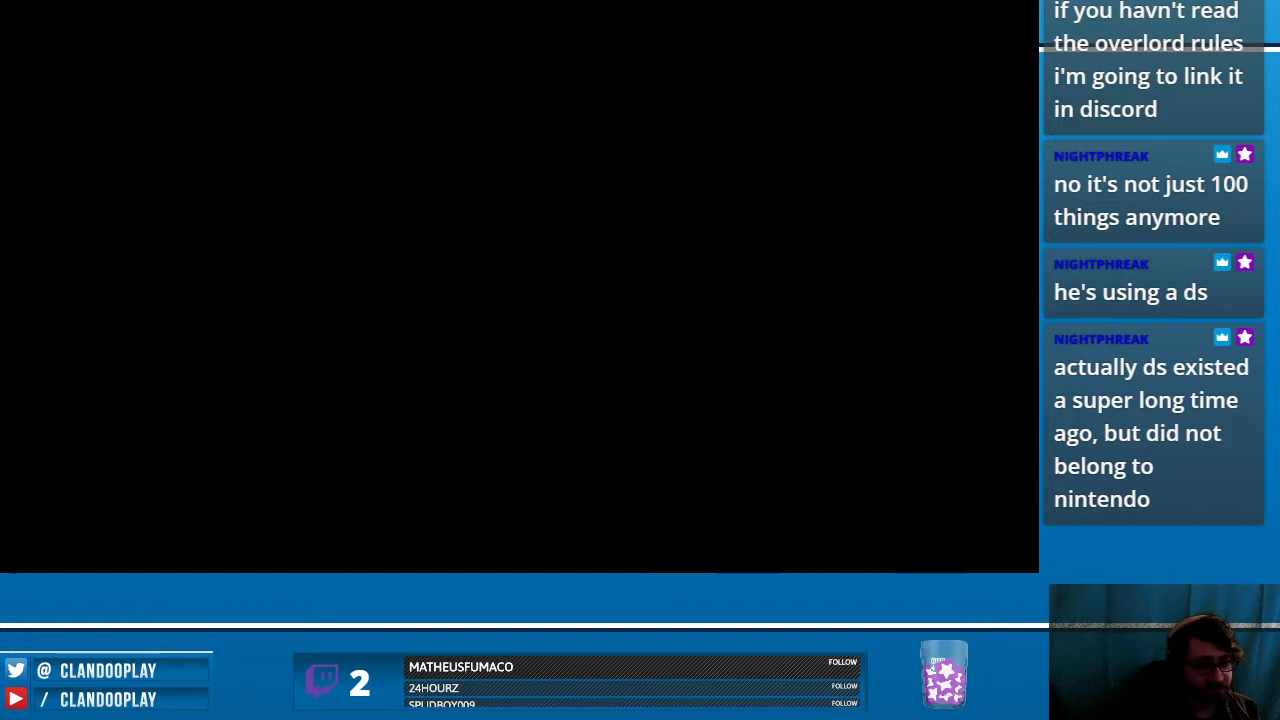 if you havn't read
the overlord rules
i'm going to link it
in discord
NIGHTPHREAK
no it's not just 100
things anymore
NIGHTPHREAK
he's using a ds
NIGHTPHREAK
actually ds existed
a super long time
ago, but did not
belong to
nintendo
@ CLANDOOPLAY
/ CLANDOOPLAY
2
MATHEUSFUMACO FOLLOW
24HOURZ FOLLOW
SPUDBOY009 FOLLOW